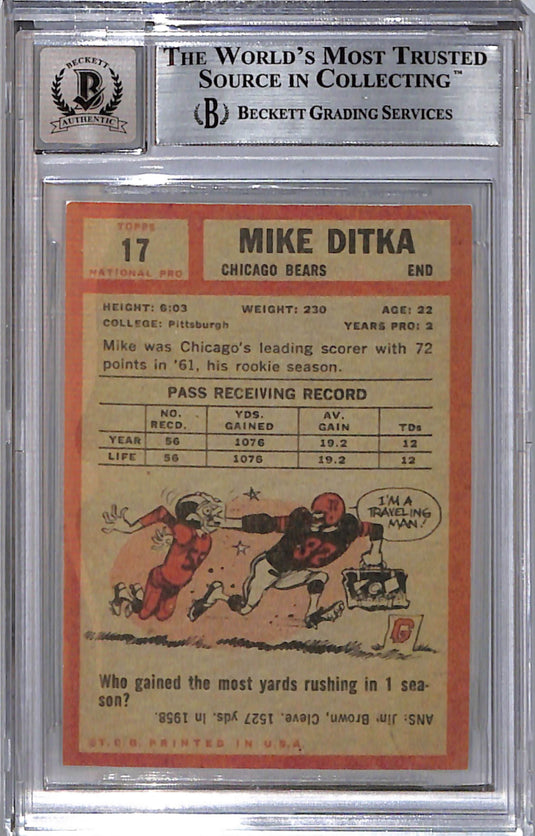 BECKETT
B
AUTHENTIC
THE WORLD'S MOST TRUSTED
SOURCE IN COLLECTING™
B BECKETT GRADING SERVICES
TOPPS
17
NATIONAL PRO
MIKE DITKA
CHICAGO BEARS END
HEIGHT: 6:03 WEIGHT: 230 AGE: 22
COLLEGE: Pittsburgh YEARS PRO: 2
Mike was Chicago's leading scorer with 72
points in '61, his rookie season.
PASS RECEIVING RECORD
NO. RECD. YDS. GAINED AV. GAIN TDs
YEAR 56 1076 19.2 12
LIFE 56 1076 19.2 12
I'M A
TRAVELING
MAN!
32
G
Who gained the most yards rushing in 1 sea-
son?
ANS: Jim Brown, Cleve. 1527 yds. in 1958.
©T.C.G. PRINTED IN U.S.A.